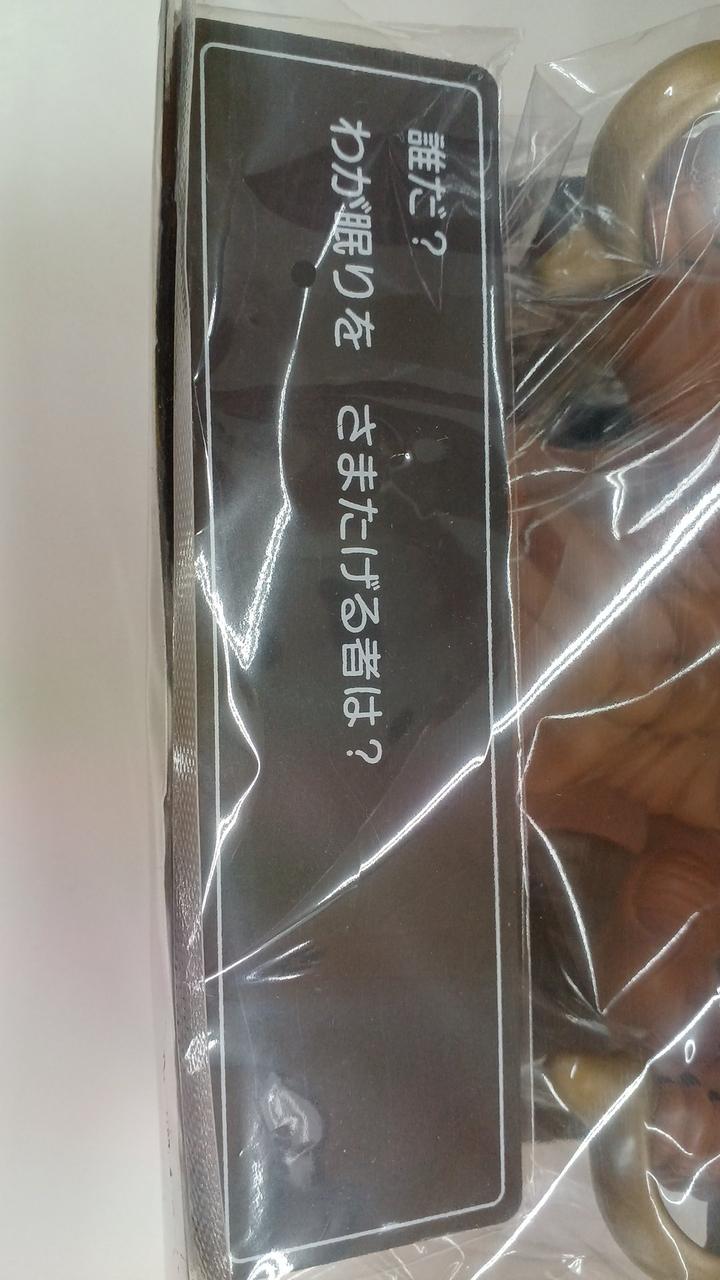 誰だ？
わが眠りを　さまたげる者は？